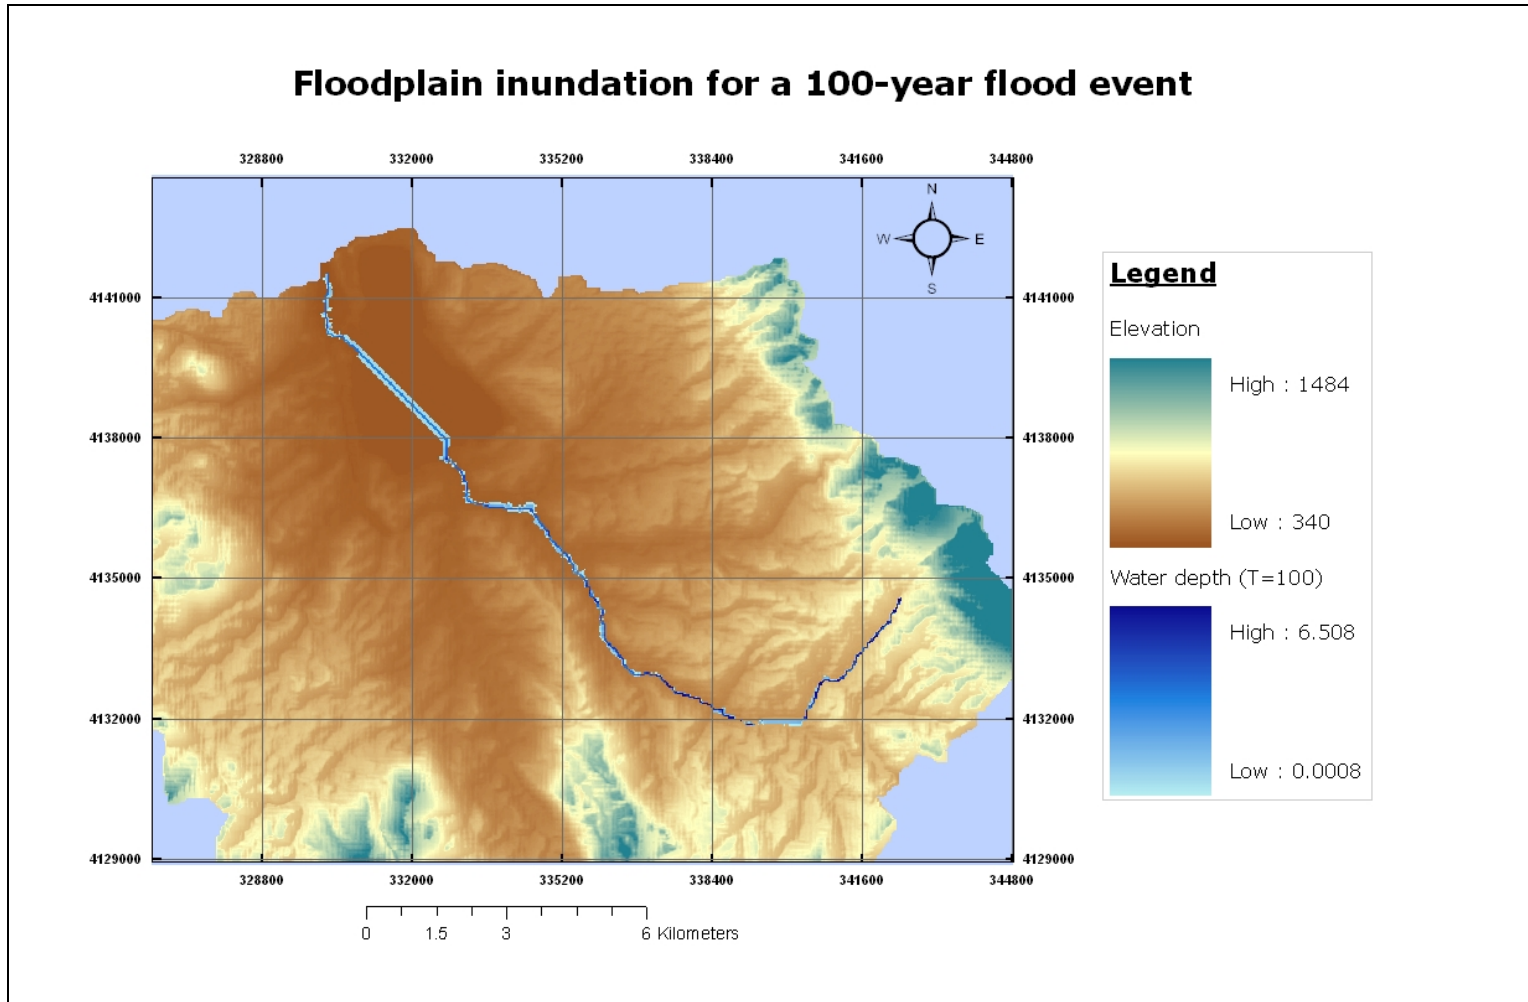 Floodplain inundation for a 100-year flood event
328800 332000 335200 338400 341600 344800
N
W E
S
4141000 4141000
4138000 4138000
4135000 4135000
4132000 4132000
4129000 4129000
328800 332000 335200 338400 341600 344800
0 1.5 3 6 Kilometers
Legend
Elevation
High : 1484
Low : 340
Water depth (T=100)
High : 6.508
Low : 0.0008